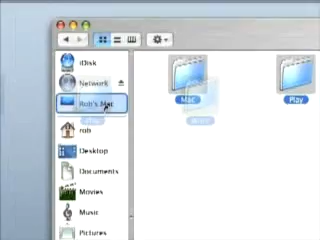 iDisk
Network
Rob's Mac
rob
Desktop
Documents
Movies
Music
Pictures
Mac
Play